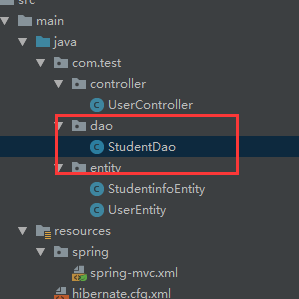 src
main
java
com.test
controller
UserController
dao
StudentDao
entity
StudentinfoEntity
UserEntity
resources
spring
spring-mvc.xml
hibernate.cfg.xml